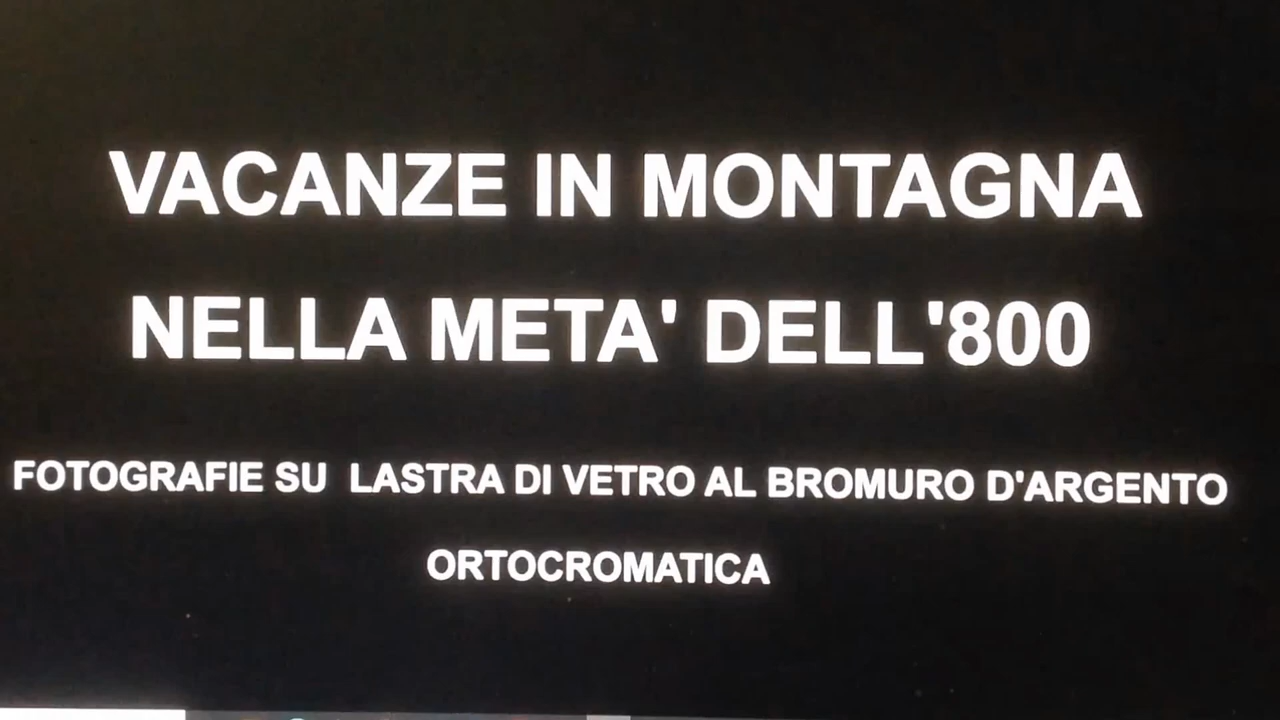 VACANZE IN MONTAGNA
NELLA META' DELL'800
FOTOGRAFIE SU LASTRA DI VETRO AL BROMURO D'ARGENTO
ORTOCROMATICA